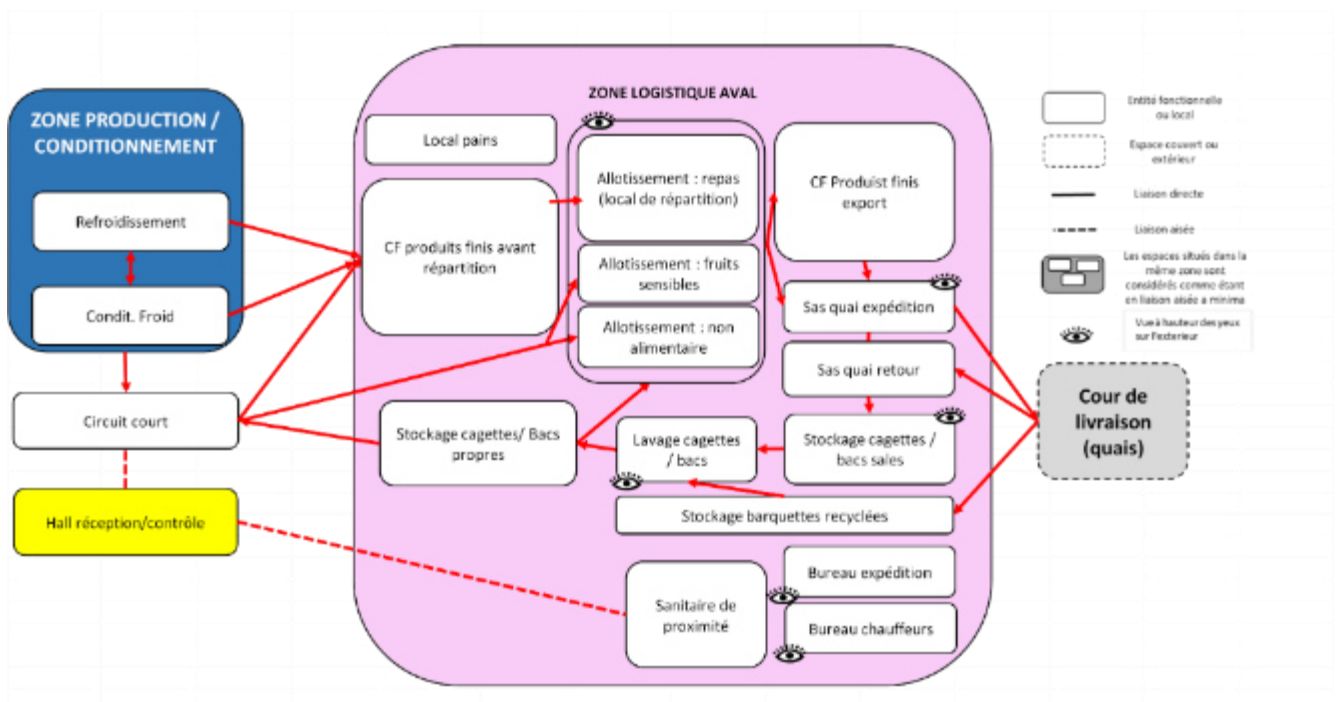 ZONE PRODUCTION /
CONDITIONNEMENT
Refroidissement
Condit. Froid
Circuit court
Hall réception/contrôle
ZONE LOGISTIQUE AVAL
Local pains
CF produits finis avant
répartition
Allotissement : repas
(local de répartition)
Allotissement : fruits
sensibles
Allotissement : non
alimentaire
CF Produist finis
export
Sas quai expédition
Sas quai retour
Stockage cagettes/ Bacs
propres
Lavage cagettes
/ bacs
Stockage cagettes /
bacs sales
Stockage barquettes recyclées
Sanitaire de
proximité
Bureau expédition
Bureau chauffeurs
Cour de
livraison
(quais)
Entité fonctionnelle
ou local
Espace couvert ou
extérieur
Liaison directe
Liaison aisée
Les espaces situés dans la
même zone sont
considérés comme étant
en liaison aisée a minima
Vue à hauteur des yeux
sur l'exterieur